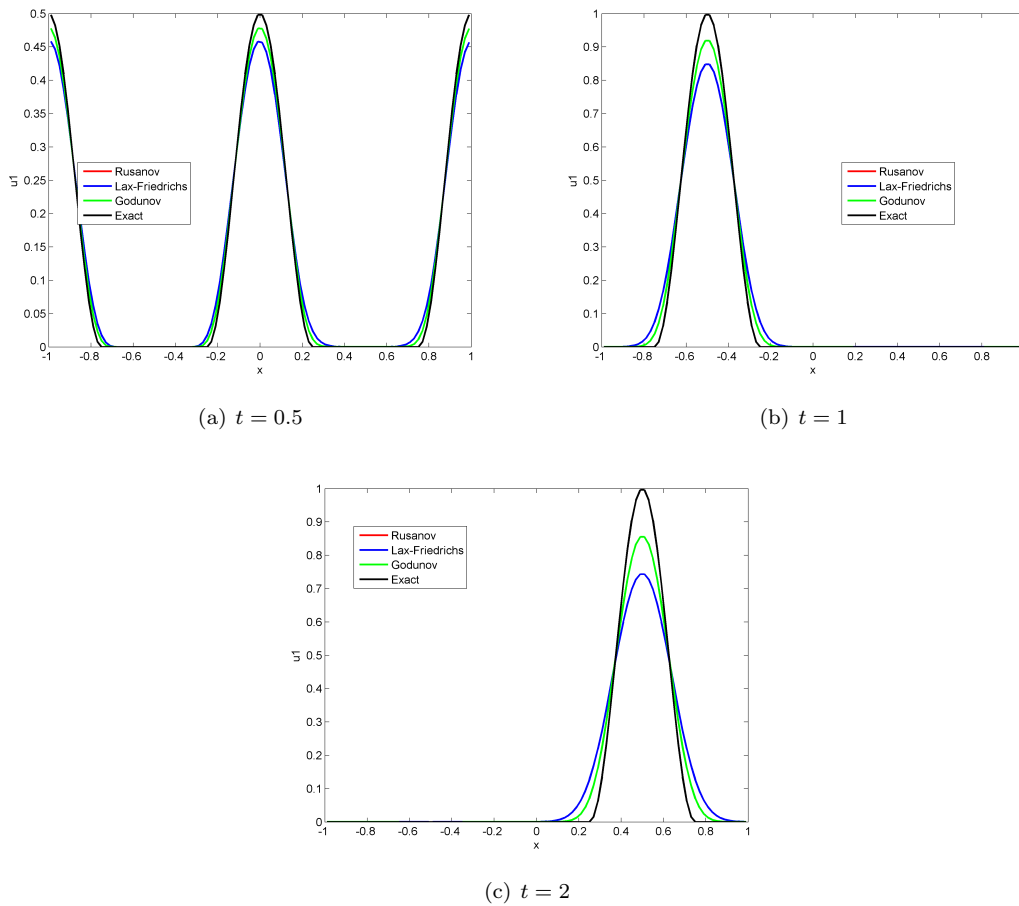 0.5
0.45
0.4
0.35
0.3
0.25
0.2
0.15
0.1
0.05
0
u1
Rusanov
Lax-Friedrichs
Godunov
Exact
-1 -0.8 -0.6 -0.4 -0.2 0 0.2 0.4 0.6 0.8 1
x
(a) t = 0.5
1
0.9
0.8
0.7
0.6
0.5
0.4
0.3
0.2
0.1
0
u1
Rusanov
Lax-Friedrichs
Godunov
Exact
-1 -0.8 -0.6 -0.4 -0.2 0 0.2 0.4 0.6 0.8
x
(b) t = 1
1
0.9
0.8
0.7
0.6
0.5
0.4
0.3
0.2
0.1
0
u1
Rusanov
Lax-Friedrichs
Godunov
Exact
-1 -0.8 -0.6 -0.4 -0.2 0 0.2 0.4 0.6 0.8 1
x
(c) t = 2